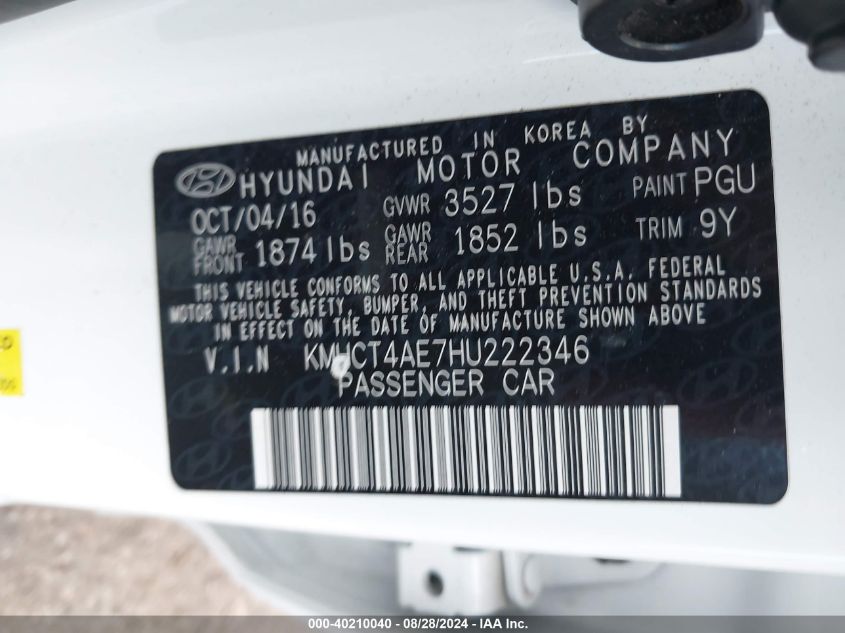 MANUFACTURED IN KOREA BY
HYUNDAI MOTOR COMPANY
OCT/04/16 GVWR 3527 lbs PAINT PGU
GAWR FRONT 1874 lbs GAWR REAR 1852 lbs TRIM 9Y
THIS VEHICLE CONFORMS TO ALL APPLICABLE U.S.A. FEDERAL
MOTOR VEHICLE SAFETY, BUMPER, AND THEFT PREVENTION STANDARDS
IN EFFECT ON THE DATE OF MANUFACTURE SHOWN ABOVE
V.I.N KMHCT4AE7HU222346
PASSENGER CAR
000-40210040 - 08/28/2024 - IAA Inc.